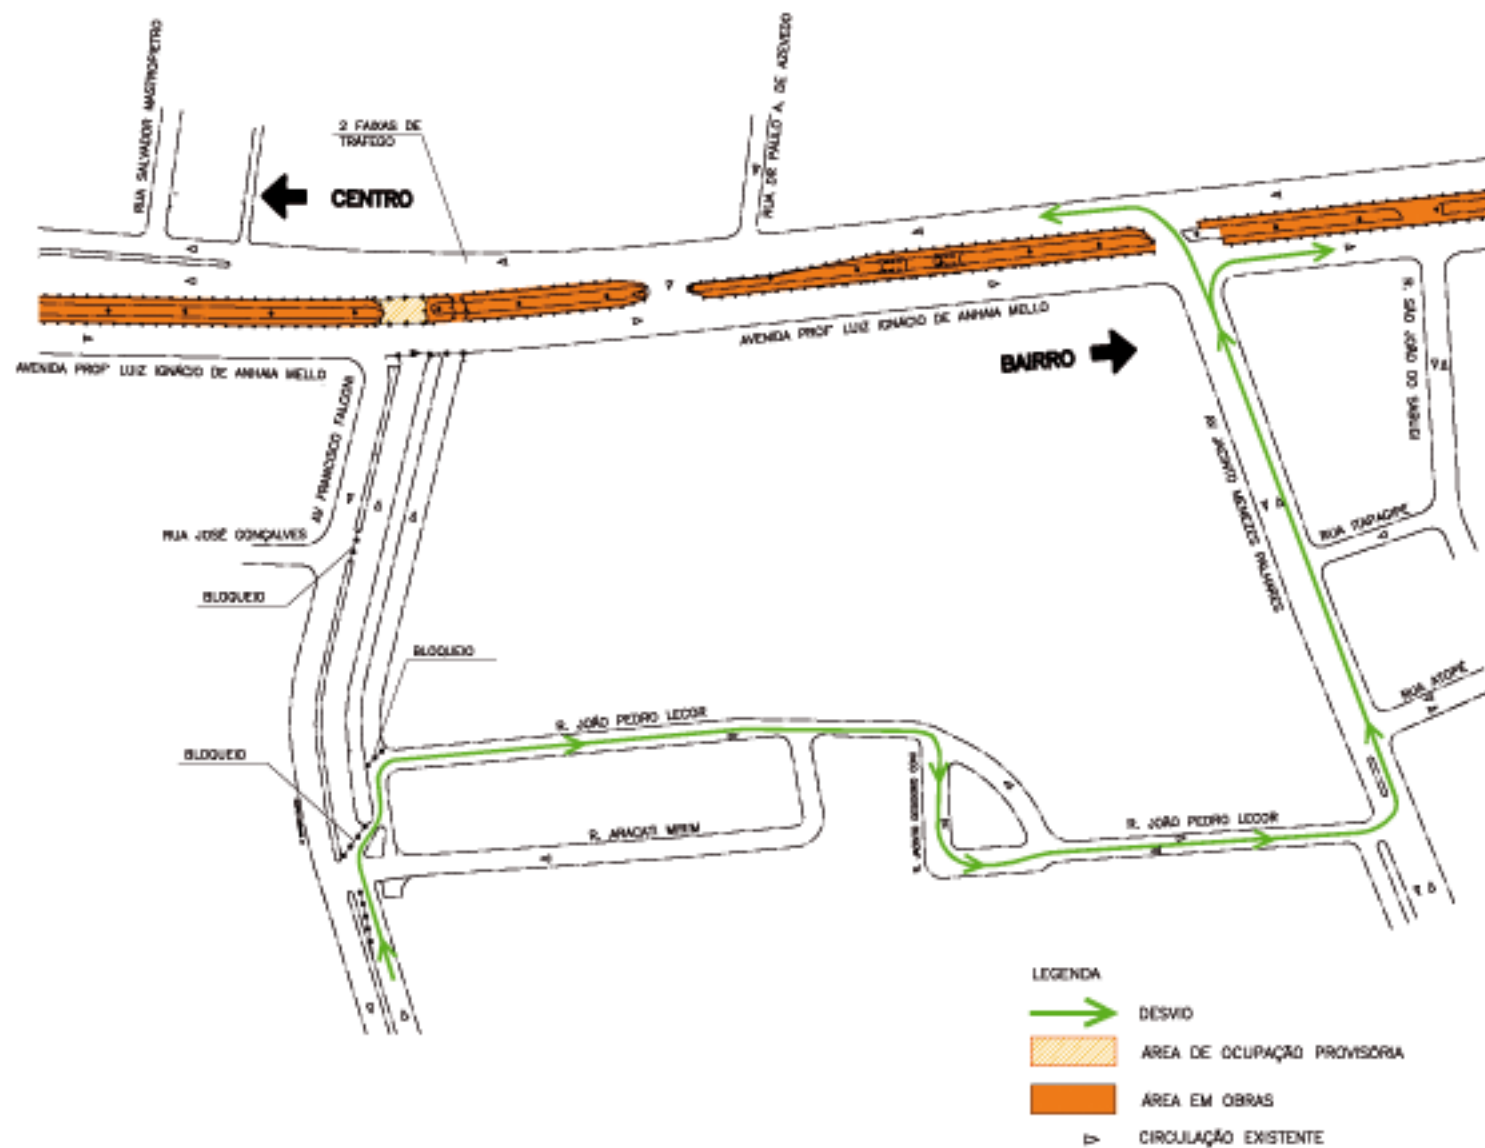 RUA SALVADOR MASTROPIETRO
2 FAIXAS DE
TRÁFEGO
RUA DR PAULO A. DE AZEVEDO
CENTRO
AVENIDA PROFº LUIZ IGNÁCIO DE ANHAIA MELLO
AVENIDA PROFº LUIZ IGNÁCIO DE ANHAIA MELLO
BAIRRO
R. SÃO JOÃO DO SABUGI
AV FRANCISCO FALCONI
AV JACINTO MENEZES PALHARES
RUA JOSÉ GONÇALVES
RUA ITAPAGIPE
BLOQUEIO
BLOQUEIO
RUA ATOPE
R. JOÃO PEDRO LECOR
BLOQUEIO
R. ARACATI MIRIM
R. JOÃO PEDRO LECOR
LEGENDA
DESVIO
ÁREA DE OCUPAÇÃO PROVISÓRIA
ÁREA EM OBRAS
CIRCULAÇÃO EXISTENTE